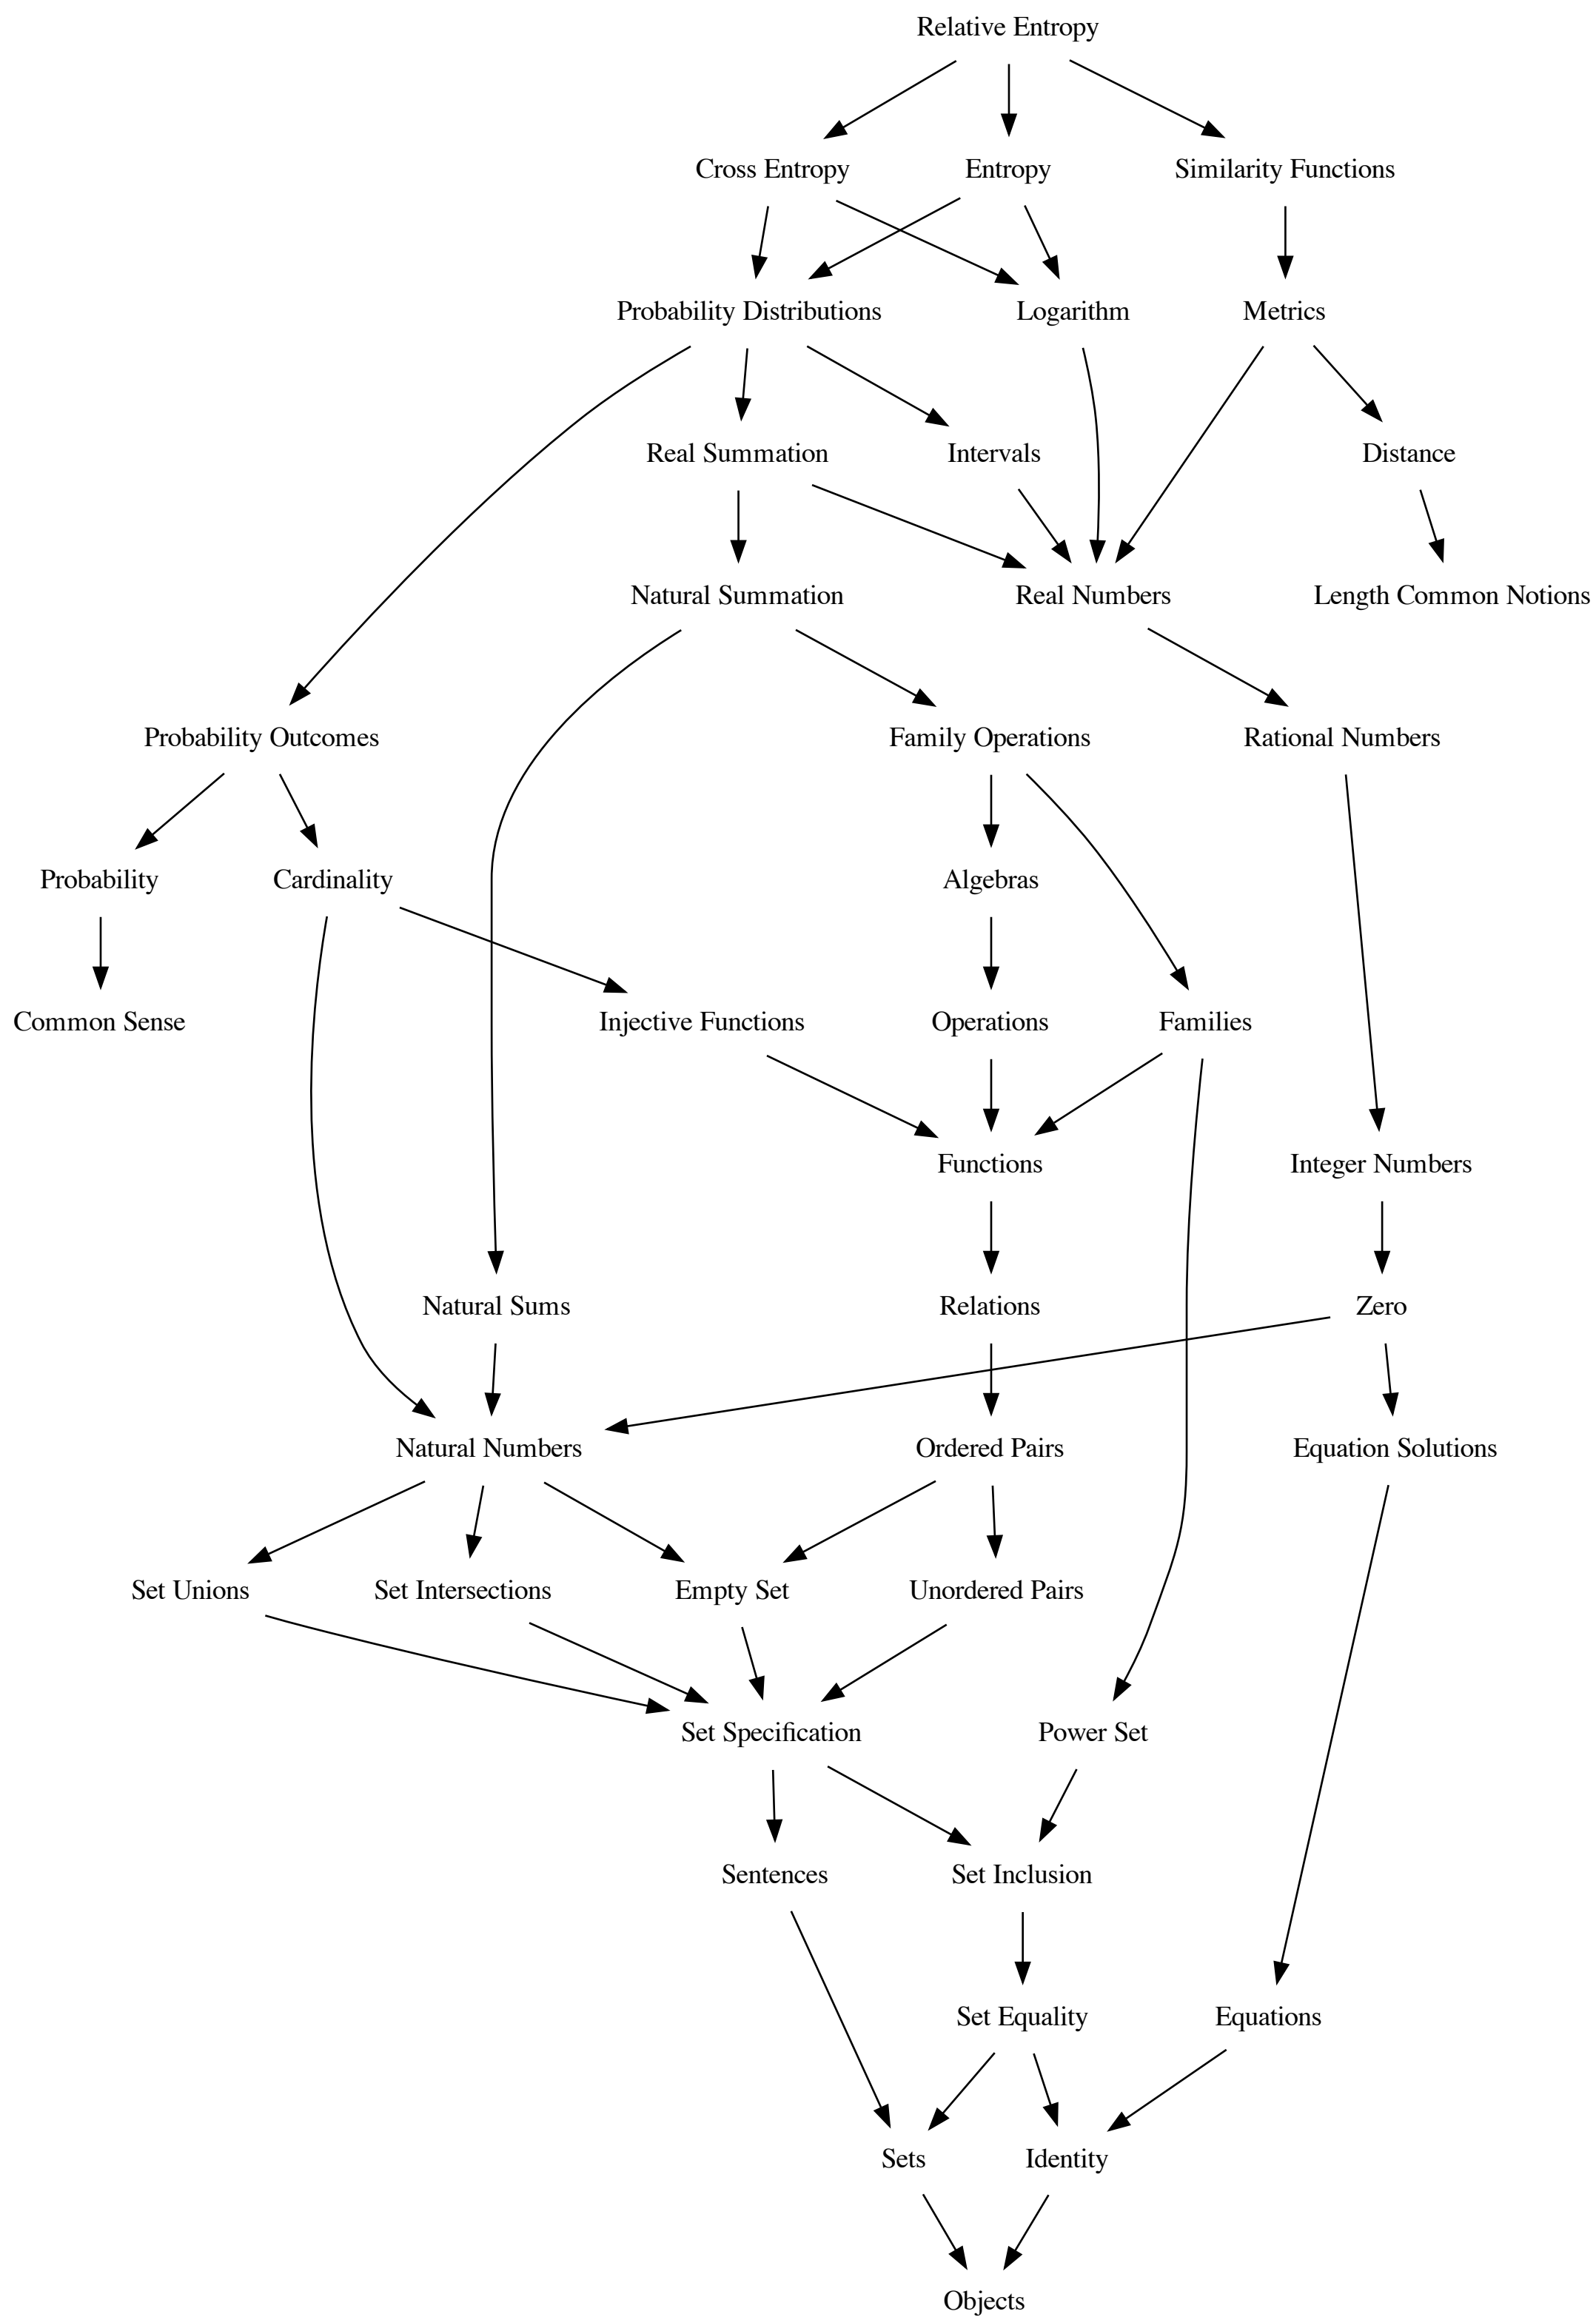 Relative Entropy
Cross Entropy
Entropy
Similarity Functions
Probability Distributions
Logarithm
Metrics
Real Summation
Intervals
Distance
Natural Summation
Real Numbers
Length Common Notions
Probability Outcomes
Family Operations
Rational Numbers
Probability
Cardinality
Algebras
Common Sense
Injective Functions
Operations
Families
Functions
Integer Numbers
Natural Sums
Relations
Zero
Natural Numbers
Ordered Pairs
Equation Solutions
Set Unions
Set Intersections
Empty Set
Unordered Pairs
Set Specification
Power Set
Sentences
Set Inclusion
Set Equality
Equations
Sets
Identity
Objects